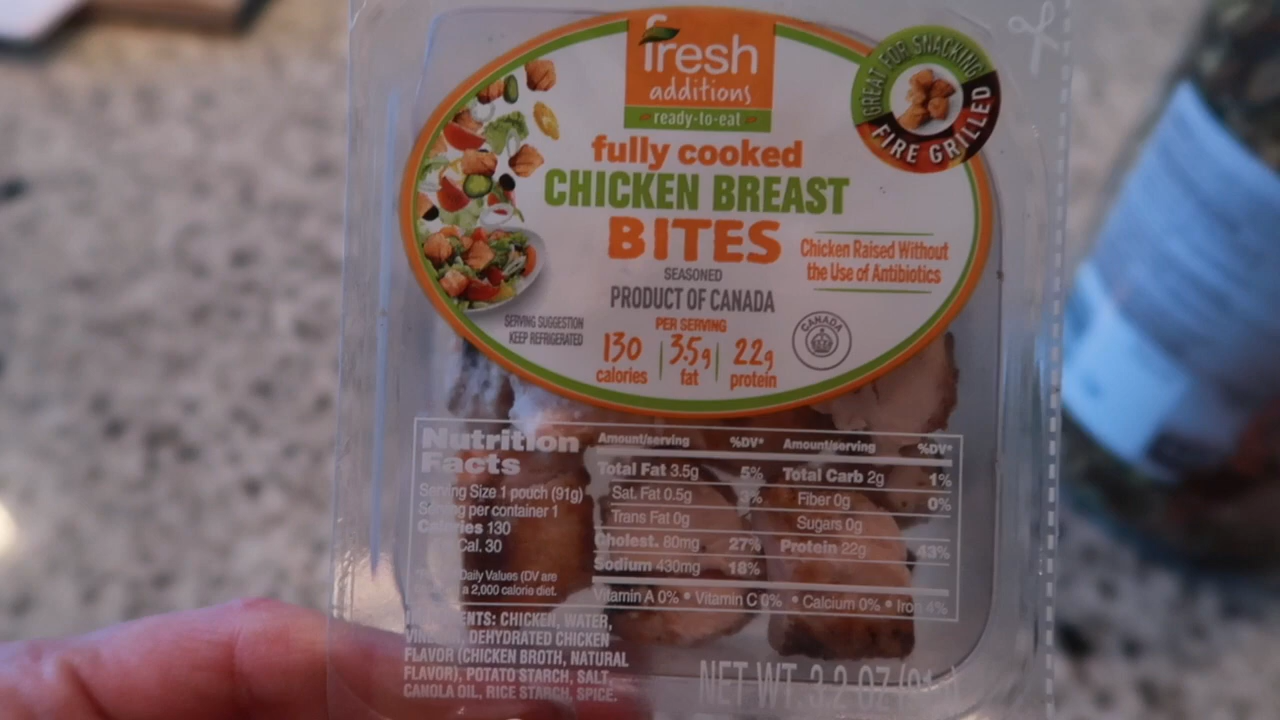 fresh
additions
ready-to-eat
GREAT FOR SNACKING
FIRE GRILLED
fully cooked
CHICKEN BREAST
BITES
SEASONED
PRODUCT OF CANADA
Chicken Raised Without
the Use of Antibiotics
SERVING SUGGESTION
KEEP REFRIGERATED
PER SERVING
130 3.5g 22g
calories fat protein
CANADA
Nutrition
Facts
Serving Size 1 pouch (91g)
Serving per container 1
Calories 130
Cal. 30
Daily Values (DV are
a 2,000 calorie diet.
Amount/serving %DV* Amount/serving %DV*
Total Fat 3.5g 5% Total Carb 2g 1%
Sat. Fat 0.5g 3% Fiber 0g 0%
Trans Fat 0g Sugars 0g
Cholest. 80mg 27% Protein 22g 43%
Sodium 430mg 18%
Vitamin A 0% • Vitamin C 0% • Calcium 0% • Iron 4%
CHICKEN, WATER,
DEHYDRATED CHICKEN
FLAVOR (CHICKEN BROTH, NATURAL
FLAVOR), POTATO STARCH, SALT,
CANOLA OIL, RICE STARCH, SPICE.
NET WT. 3.2 OZ